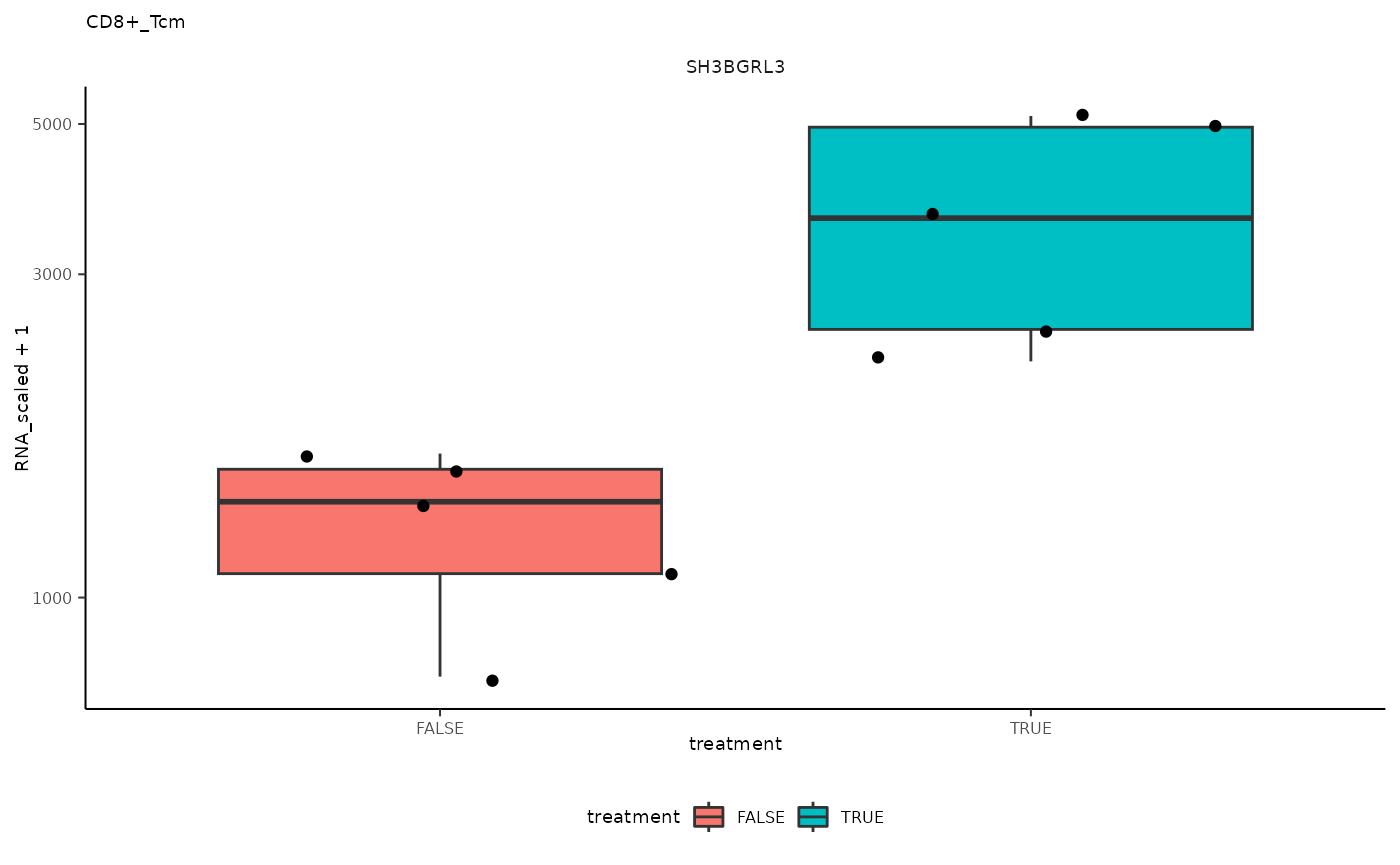 CD8+_Tcm
SH3BGRL3
5000
3000
1000
RNA_scaled + 1
FALSE TRUE
treatment
treatment FALSE TRUE